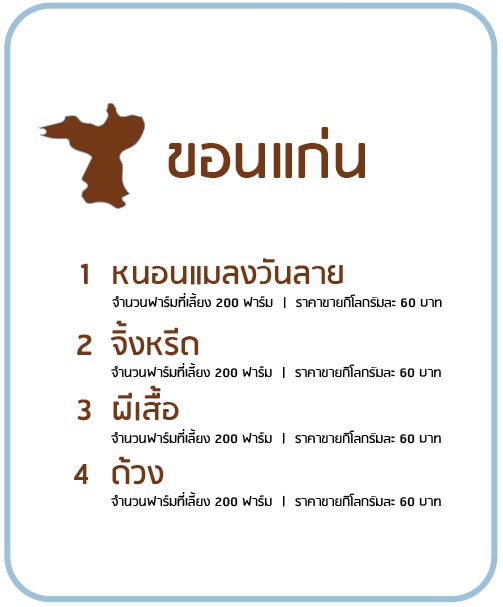 ขอนแก่น
1 หนอนแมลงวันลาย
จำนวนฟาร์มที่เลี้ยง 200 ฟาร์ม | ราคาขายกิโลกรัมละ 60 บาท
2 จิ้งหรีด
จำนวนฟาร์มที่เลี้ยง 200 ฟาร์ม | ราคาขายกิโลกรัมละ 60 บาท
3 ผีเสื้อ
จำนวนฟาร์มที่เลี้ยง 200 ฟาร์ม | ราคาขายกิโลกรัมละ 60 บาท
4 ด้วง
จำนวนฟาร์มที่เลี้ยง 200 ฟาร์ม | ราคาขายกิโลกรัมละ 60 บาท